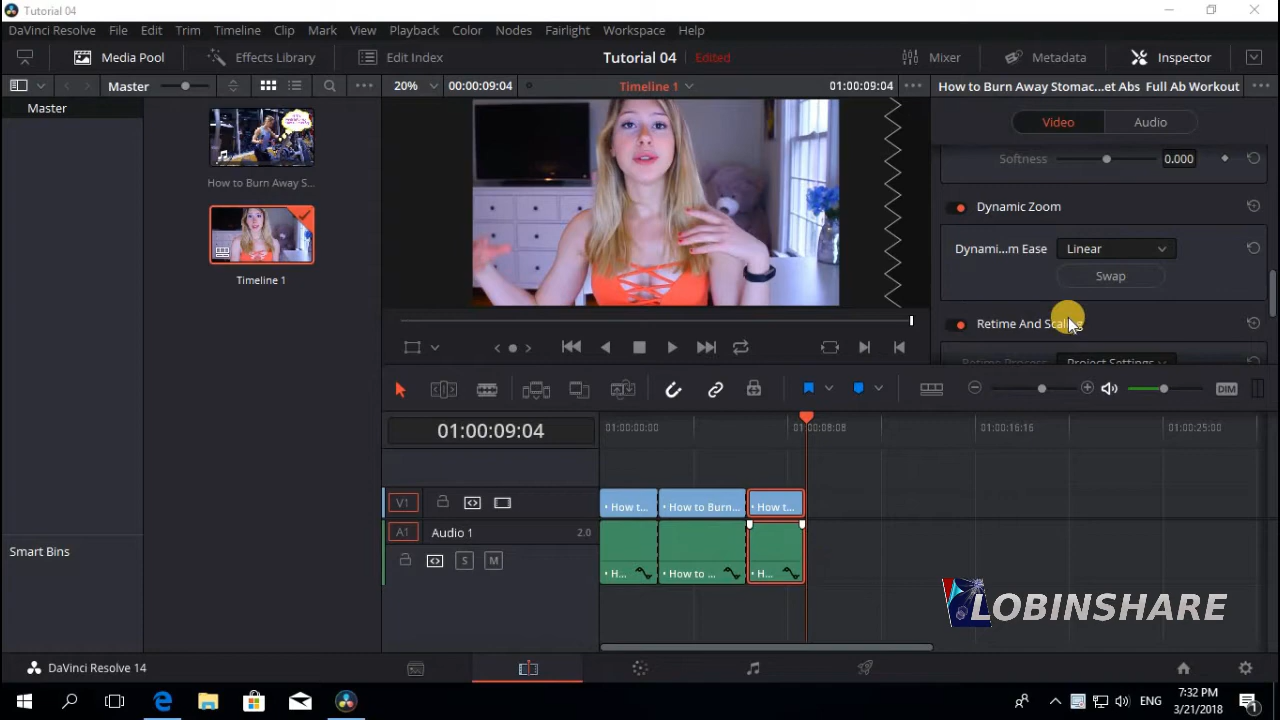 Tutorial 04
DaVinci Resolve File Edit Trim Timeline Clip Mark View Playback Color Nodes Fairlight Workspace Help
Media Pool Effects Library Edit Index Tutorial 04 Edited Mixer Metadata Inspector
Master 20% 00:00:09:04 Timeline 1 01:00:09:04 How to Burn Away Stomac...et Abs Full Ab Workout
Master
Video Audio
Softness 0.000
How to Burn Away S...
Dynamic Zoom
Dynami...m Ease Linear
Swap
Timeline 1
Retime And
Retime Process Project Settings
DIM
01:00:09:04
01:00:00:00 01:00:08:08 01:00:16:16 01:00:25:00
V1
How t... How to Burn... How t...
A1 Audio 1 2.0
Smart Bins
S M
H... How to ... H...
LOBINSHARE
DaVinci Resolve 14
ENG
7:32 PM
3/21/2018
1